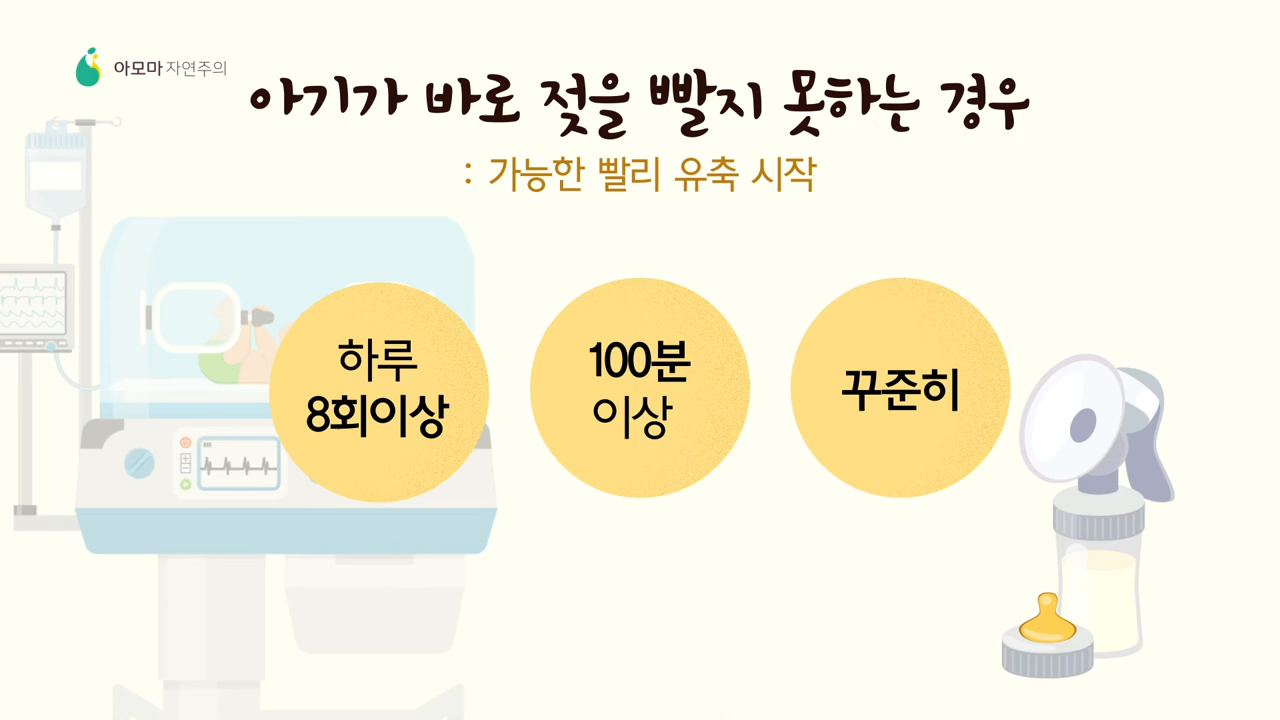 아모마 자연주의
아기가 바로 젖을 빨지 못하는 경우
: 가능한 빨리 유축 시작
하루
8회이상
100분
이상
꾸준히